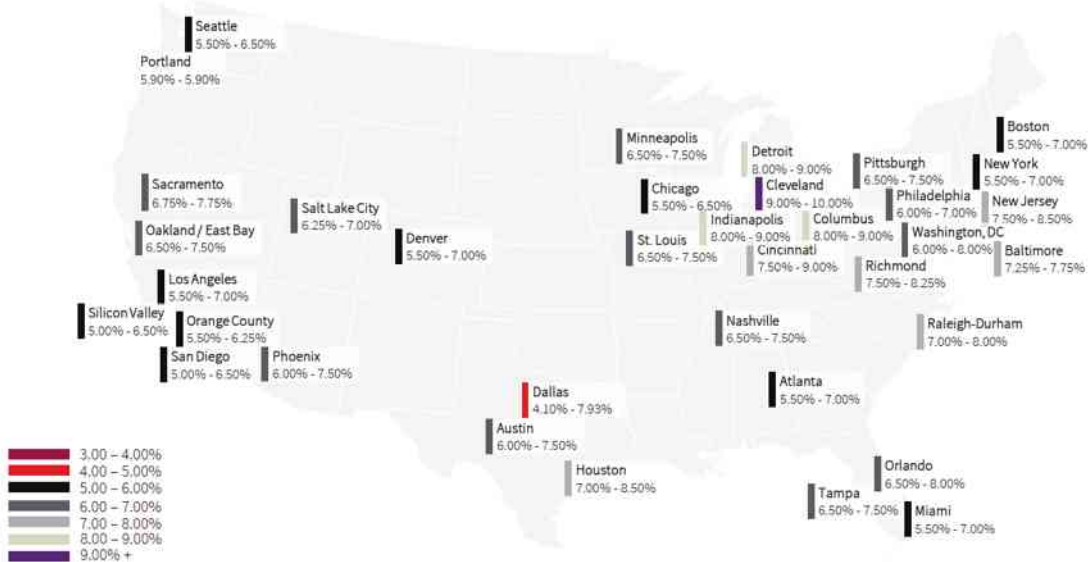 Seattle
5.50% - 6.50%
Portland
5.90% - 5.90%
Minneapolis
6.50% - 7.50%
Boston
5.50% - 7.00%
Detroit
8.00% - 9.00%
Pittsburgh
6.50% - 7.50%
New York
5.50% - 7.00%
Sacramento
6.75% - 7.75%
Chicago
5.50% - 6.50%
Cleveland
9.00% - 10.00%
Philadelphia
6.00% - 7.00%
New Jersey
7.50% - 8.50%
Salt Lake City
6.25% - 7.00%
Oakland / East Bay
6.50% - 7.50%
Denver
5.50% - 7.00%
St. Louis
6.50% - 7.50%
Indianapolis
8.00% - 9.00%
Columbus
8.00% - 9.00%
Washington, DC
6.00% - 8.00%
Cincinnati
7.50% - 9.00%
Baltimore
7.25% - 7.75%
Richmond
7.50% - 8.25%
Los Angeles
5.50% - 7.00%
Silicon Valley
5.00% - 6.50%
Orange County
5.50% - 6.25%
Nashville
6.50% - 7.50%
Raleigh-Durham
7.00% - 8.00%
San Diego
5.00% - 6.50%
Phoenix
6.00% - 7.50%
Dallas
4.10% - 7.93%
Atlanta
5.50% - 7.00%
Austin
6.00% - 7.50%
Houston
7.00% - 8.50%
Orlando
6.50% - 8.00%
Tampa
6.50% - 7.50%
Miami
5.50% - 7.00%
3.00 – 4.00%
4.00 – 5.00%
5.00 – 6.00%
6.00 – 7.00%
7.00 – 8.00%
8.00 – 9.00%
9.00% +